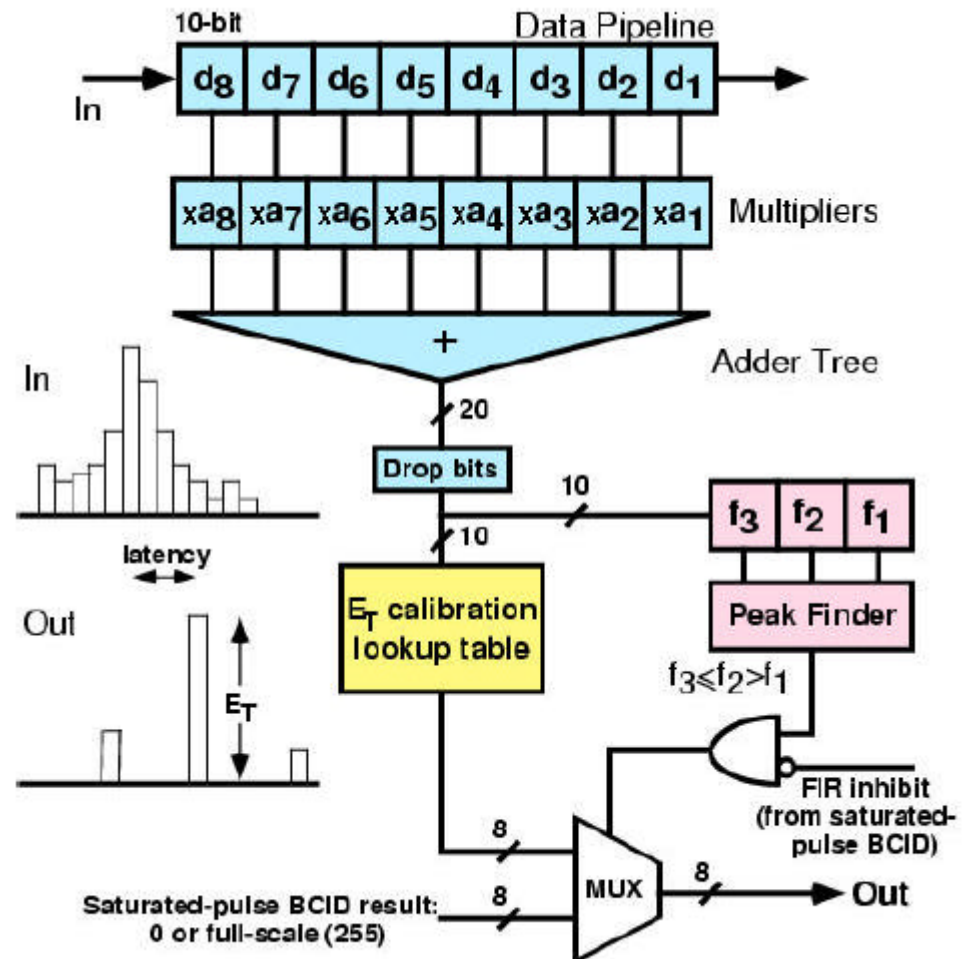 10-bit
Data Pipeline
In
d8 d7 d6 d5 d4 d3 d2 d1
xa8 xa7 xa6 xa5 xa4 xa3 xa2 xa1
Multipliers
+
Adder Tree
In
20
Drop bits
10
10
f3 f2 f1
latency
ET calibration
lookup table
Peak Finder
Out
ET
f3⩽f2>f1
FIR inhibit
(from saturated-
pulse BCID)
8
8
MUX
8
Out
Saturated-pulse BCID result:
0 or full-scale (255)